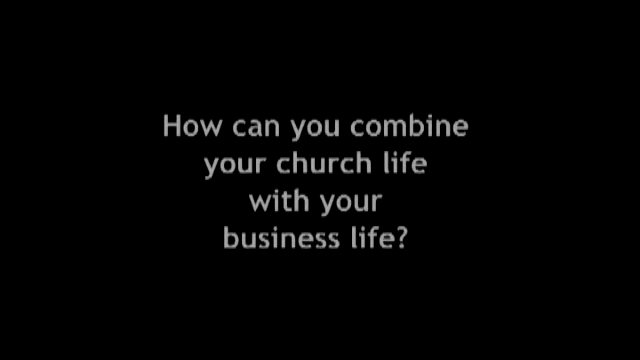 How can you combine
your church life
with your
business life?